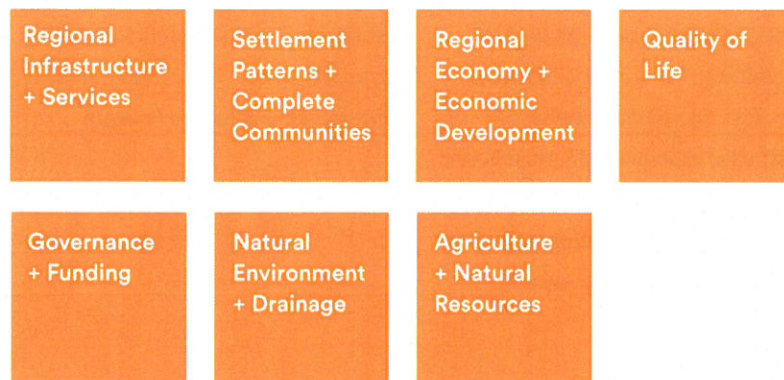 Regional
Infrastructure
+ Services
Settlement
Patterns +
Complete
Communities
Regional
Economy +
Economic
Development
Quality of
Life
Governance
+ Funding
Natural
Environment
+ Drainage
Agriculture
+ Natural
Resources